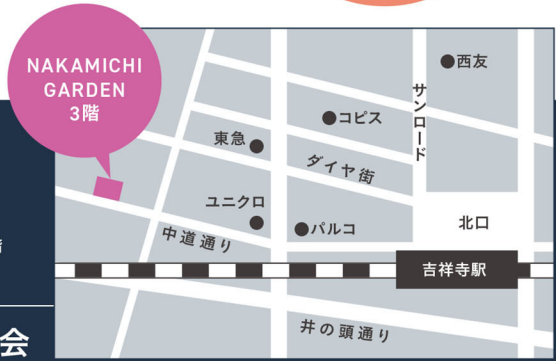 NAKAMICHI
GARDEN
3階
西友
サンロード
コピス
東急
ダイヤ街
ユニクロ
パルコ
北口
中道通り
吉祥寺駅
井の頭通り
会